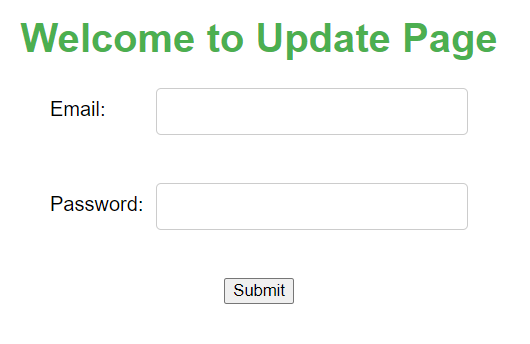 Welcome to Update Page
Email:
Password:
Submit